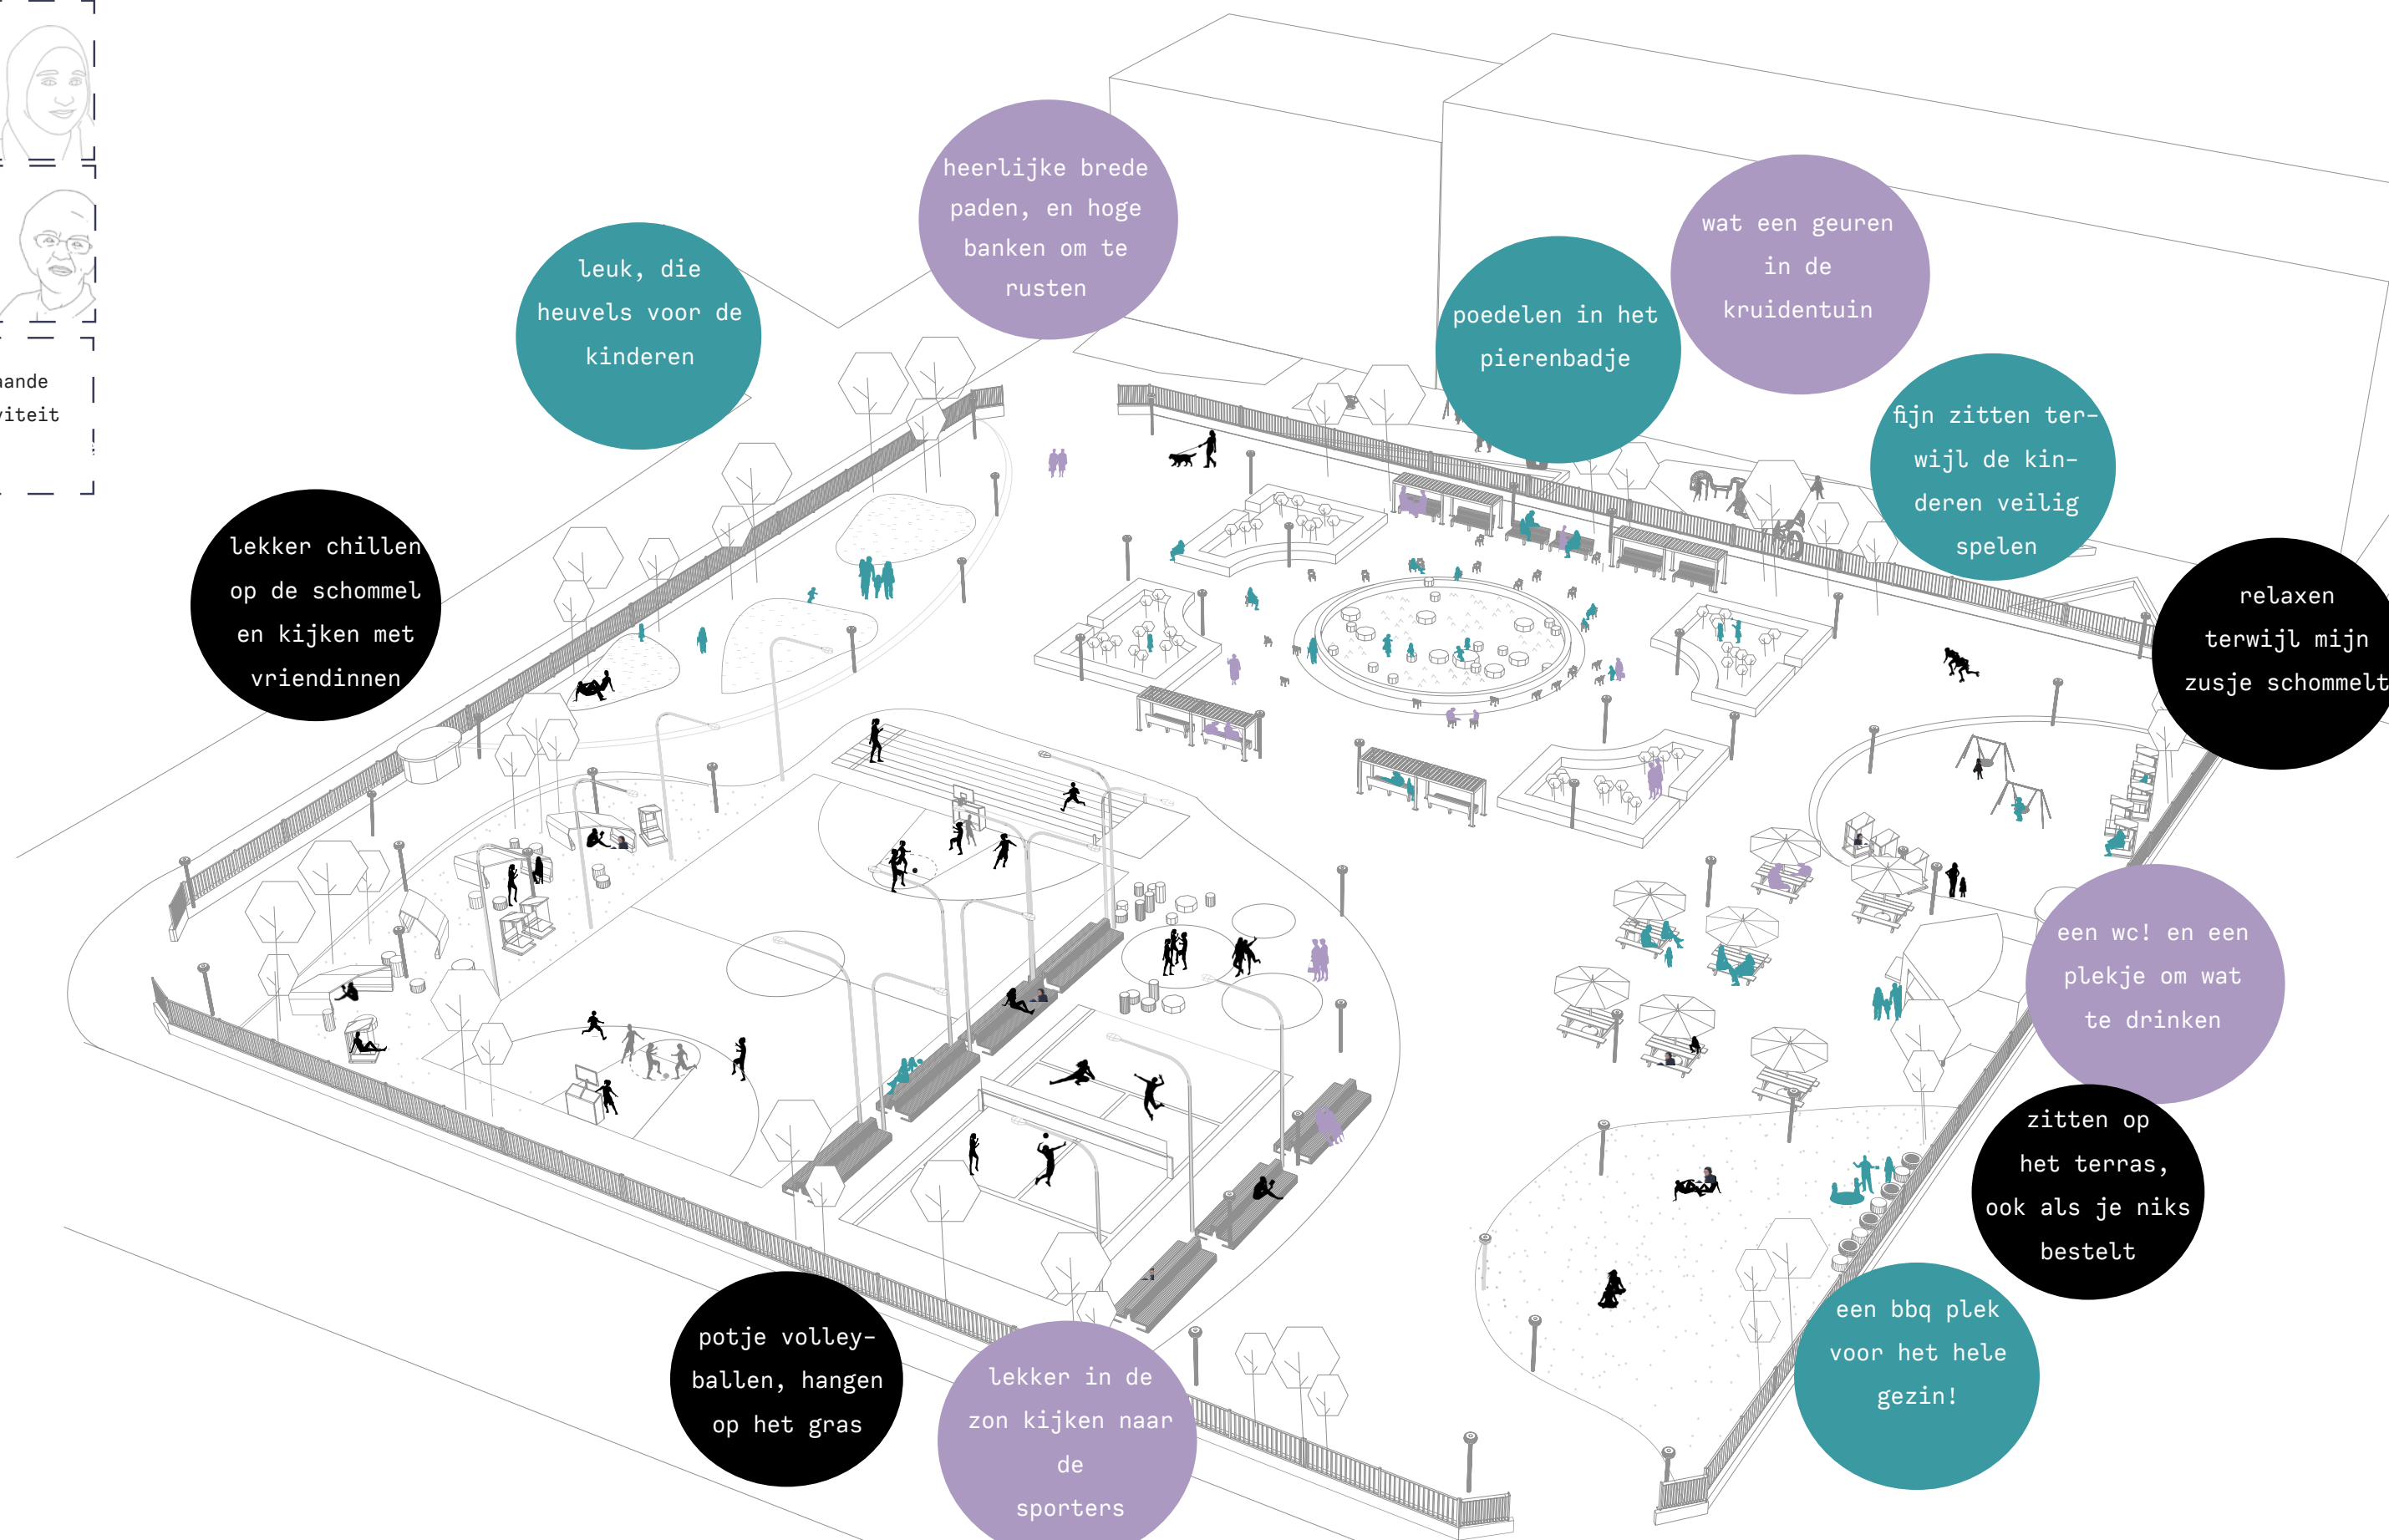 heerlijke brede
paden, en hoge
banken om te
rusten
wat een geuren
in de
kruidentuin
leuk, die
heuvels voor de
kinderen
poedelen in het
pierenbadje
fijn zitten ter-
wijl de kin-
deren veilig
spelen
aande
viteit
lekker chillen
op de schommel
en kijken met
vriendinnen
relaxen
terwijl mijn
zusje schommelt
een wc! en een
plekje om wat
te drinken
zitten op
het terras,
ook als je niks
bestelt
een bbq plek
voor het hele
gezin!
potje volley-
ballen, hangen
op het gras
lekker in de
zon kijken naar
de
sporters